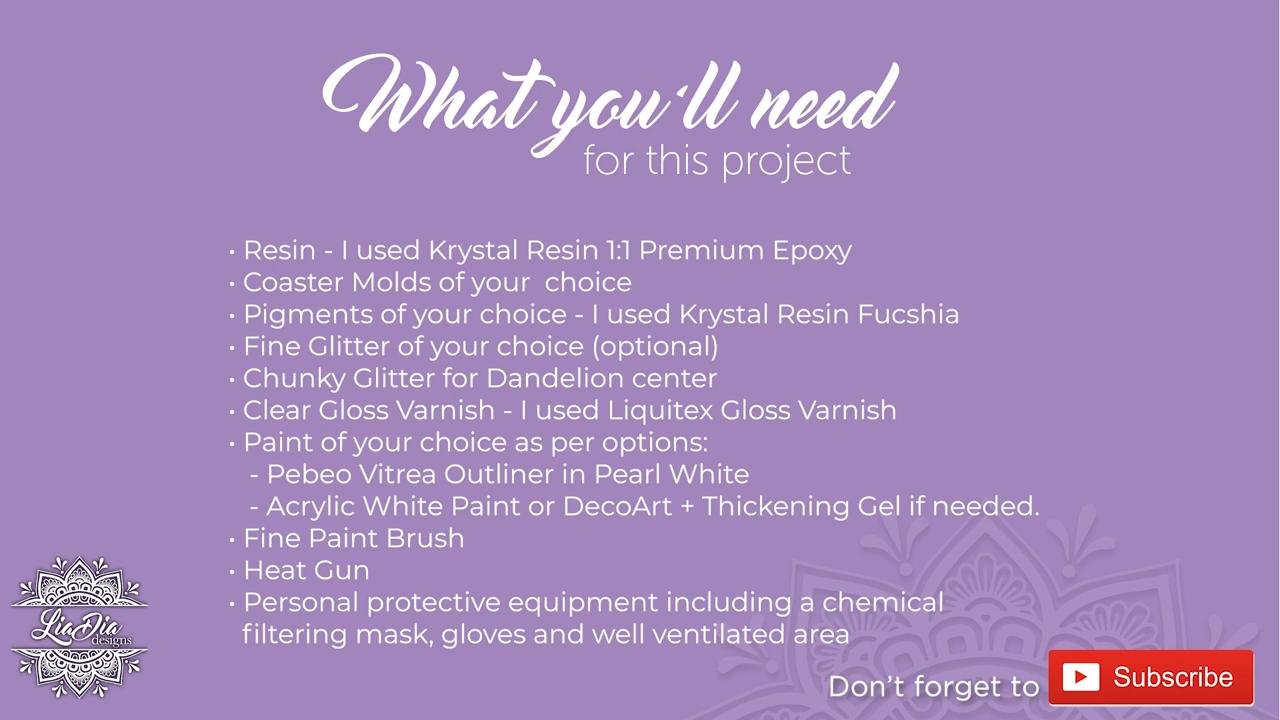 What you'll need
for this project
• Resin - I used Krystal Resin 1:1 Premium Epoxy
• Coaster Molds of your  choice
• Pigments of your choice - I used Krystal Resin Fucshia
• Fine Glitter of your choice (optional)
• Chunky Glitter for Dandelion center
• Clear Gloss Varnish - I used Liquitex Gloss Varnish
• Paint of your choice as per options:
- Pebeo Vitrea Outliner in Pearl White
- Acrylic White Paint or DecoArt + Thickening Gel if needed.
• Fine Paint Brush
• Heat Gun
• Personal protective equipment including a chemical
filtering mask, gloves and well ventilated area
LiaDia
designs
Don't forget to
Subscribe